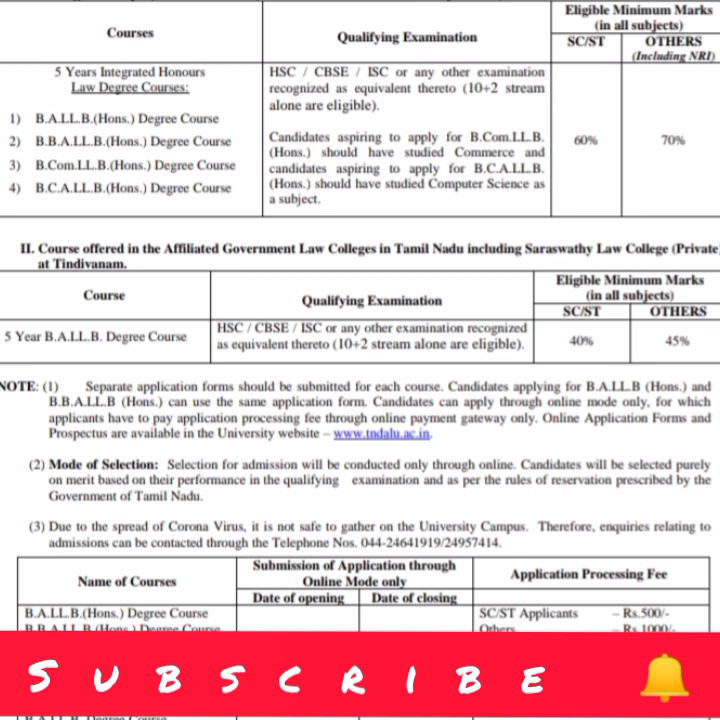 Courses
Qualifying Examination
Eligible Minimum Marks
(in all subjects)
SC/ST
OTHERS
(Including NRI)
5 Years Integrated Honours
Law Degree Courses:
1) B.A.LL.B.(Hons.) Degree Course
2) B.B.A.LL.B.(Hons.) Degree Course
3) B.Com.LL.B.(Hons.) Degree Course
4) B.C.A.LL.B.(Hons.) Degree Course
HSC / CBSE / ISC or any other examination
recognized as equivalent thereto (10+2 stream
alone are eligible).
Candidates aspiring to apply for B.Com.LL.B.
(Hons.) should have studied Commerce and
candidates aspiring to apply for B.C.A.LL.B.
(Hons.) should have studied Computer Science as
a subject.
60%
70%
II. Course offered in the Affiliated Government Law Colleges in Tamil Nadu including Saraswathy Law College (Private
at Tindivanam.
Course
Qualifying Examination
Eligible Minimum Marks
(in all subjects)
SC/ST
OTHERS
5 Year B.A.LL.B. Degree Course
HSC / CBSE / ISC or any other examination recognized
as equivalent thereto (10+2 stream alone are eligible).
40%
45%
NOTE: (1) Separate application forms should be submitted for each course. Candidates applying for B.A.LL.B (Hons.) and
B.B.A.LL.B (Hons.) can use the same application form. Candidates can apply through online mode only, for which
applicants have to pay application processing fee through online payment gateway only. Online Application Forms and
Prospectus are available in the University website – www.tndalu.ac.in.
(2) Mode of Selection: Selection for admission will be conducted only through online. Candidates will be selected purely
on merit based on their performance in the qualifying examination and as per the rules of reservation prescribed by the
Government of Tamil Nadu.
(3) Due to the spread of Corona Virus, it is not safe to gather on the University Campus. Therefore, enquiries relating to
admissions can be contacted through the Telephone Nos. 044-24641919/24957414.
Name of Courses
Submission of Application through
Online Mode only
Date of opening
Date of closing
Application Processing Fee
B.A.LL.B.(Hons.) Degree Course
B.B.A.LL.B.(Hons.) Degree Course
SC/ST Applicants – Rs.500/-
Others – Rs.1000/-
SUBSCRIBE